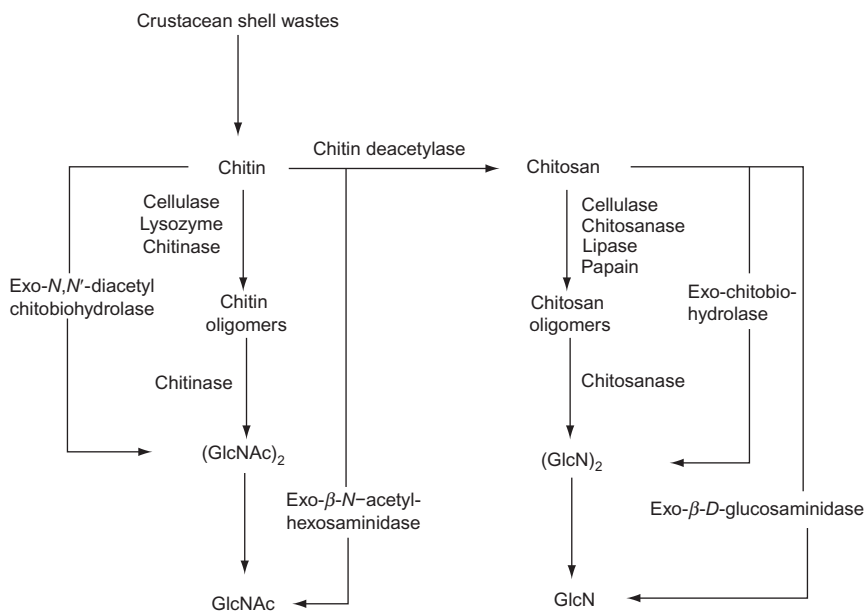 Crustacean shell wastes
Chitin deacetylase
Chitin
Chitosan
Cellulase
Lysozyme
Chitinase
Cellulase
Chitosanase
Lipase
Papain
Exo-N,N′-diacetyl
chitobiohydrolase
Chitin
oligomers
Chitosan
oligomers
Exo-chitobio-
hydrolase
Chitinase
Chitosanase
(GlcNAc)₂
(GlcN)₂
Exo-β-N−acetyl-
hexosaminidase
Exo-β-D-glucosaminidase
GlcNAc
GlcN